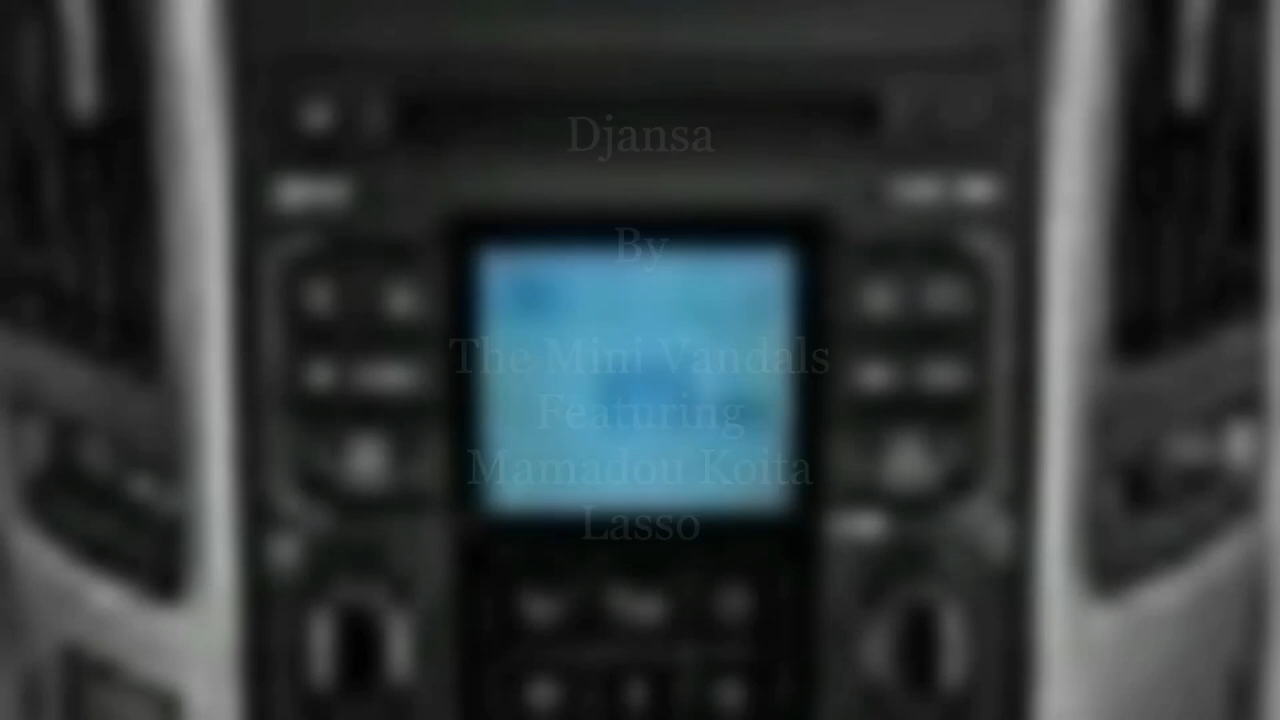 Djansa
By
The Mini Vandals
Featuring
Mamadou Koita
Lasso